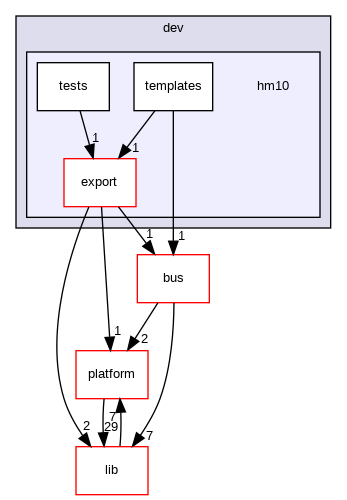 dev
tests
templates
hm10
1
1
export
1
1
bus
1
2
platform
7
29
2
7
lib